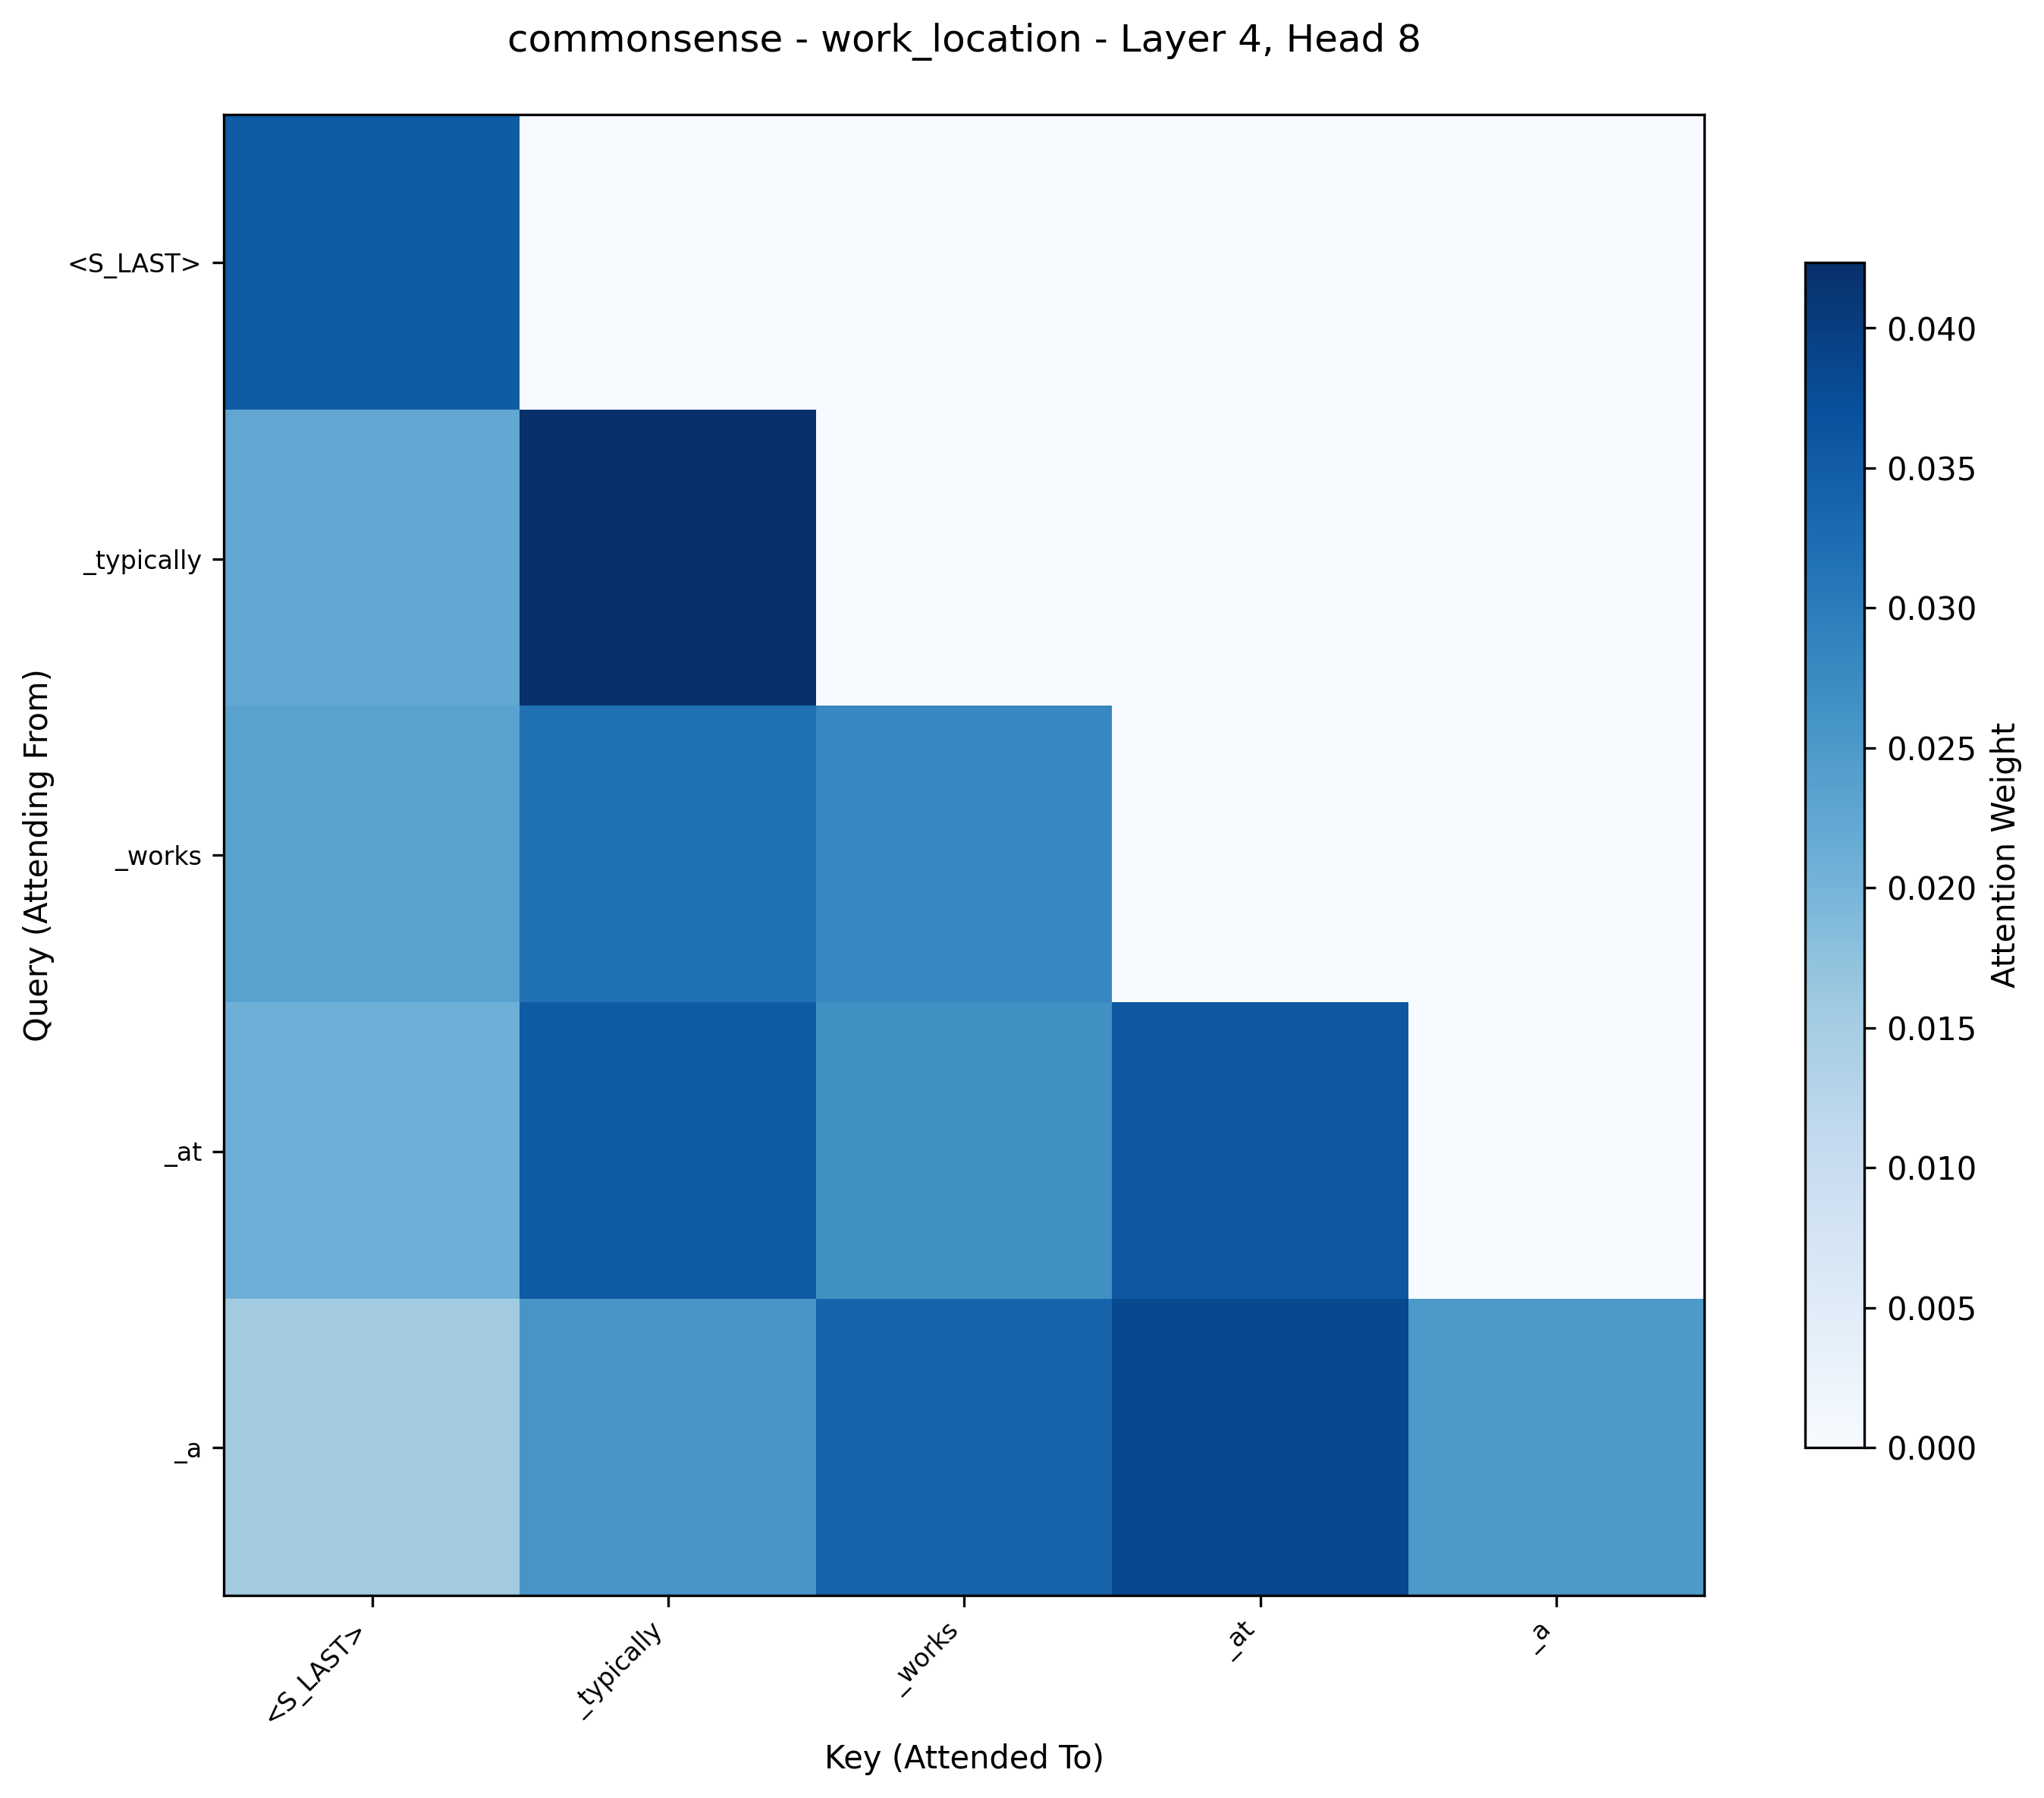 commonsense - work_location - Layer 4, Head 8
<S_LAST>
_typically
_works
_at
_a
Query (Attending From)
<S_LAST>
_typically
_works
_at
_a
Key (Attended To)
0.040
0.035
0.030
0.025
0.020
0.015
0.010
0.005
0.000
Attention Weight